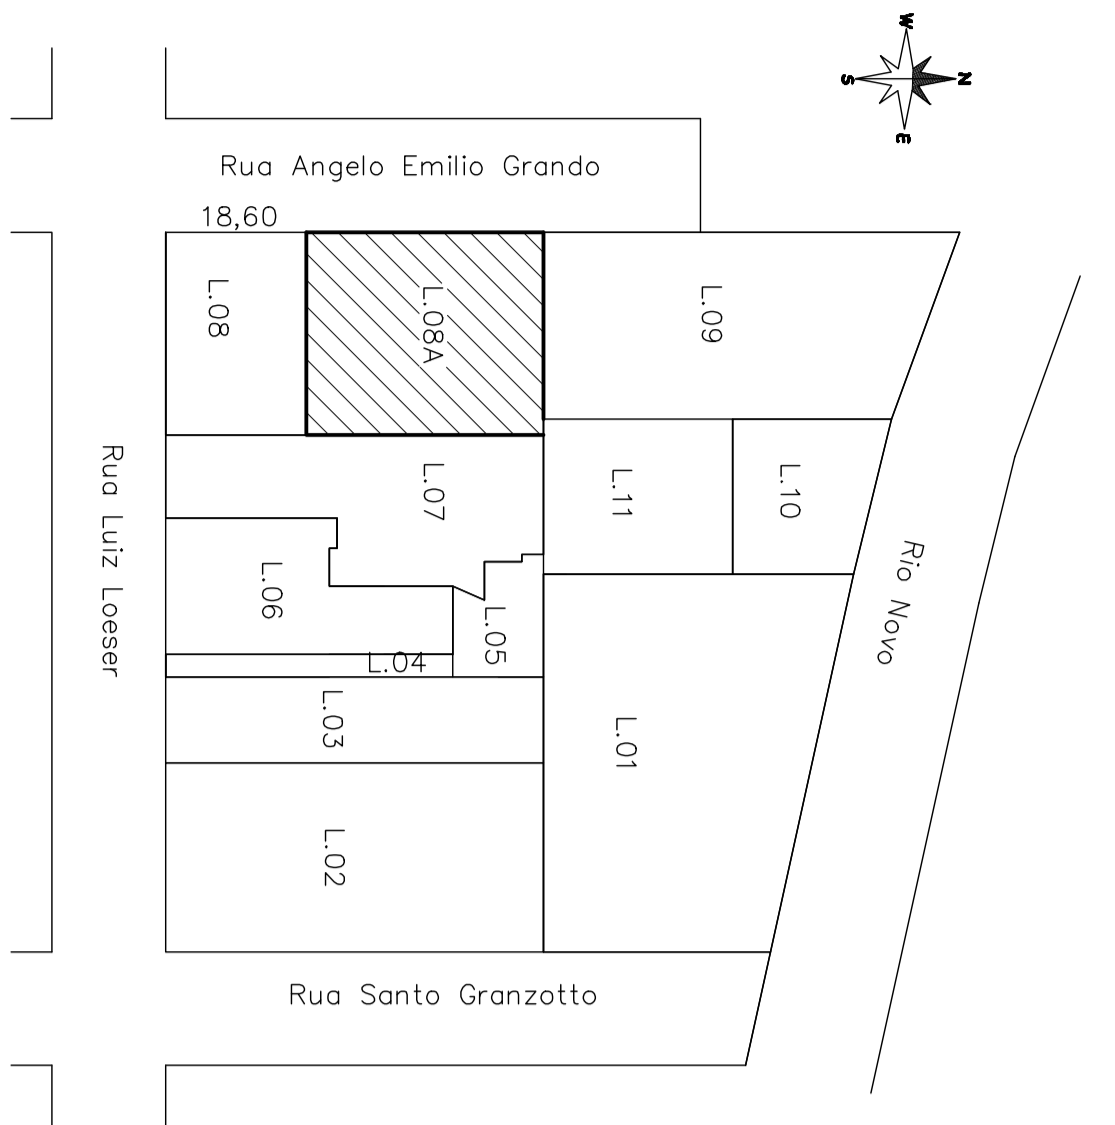 W
N
S
E
Rua Angelo Emilio Grando
18,60
L.08
L.08A
L.09
L.07
L.11
L.10
Rua Luiz Loeser
L.06
L.05
L.04
Rio Novo
L.03
L.01
L.02
Rua Santo Granzotto